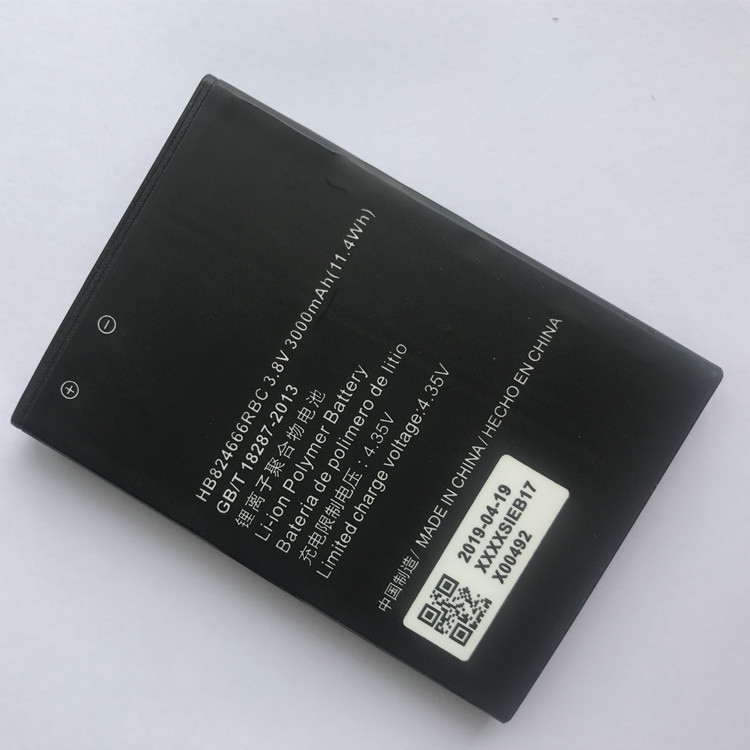 HB824666RBC 3.8V 3000mAh(11.4Wh)
GB/T 18287-2013
锂离子聚合物电池
Li-ion Polymer Battery
Bateria de polimero de litio
充电限制电压：4.35V
Limited charge voltage:4.35V
中国制造/ MADE IN CHINA / HECHO EN CHINA
2019-04-19
XXXXSIEB17
X00492